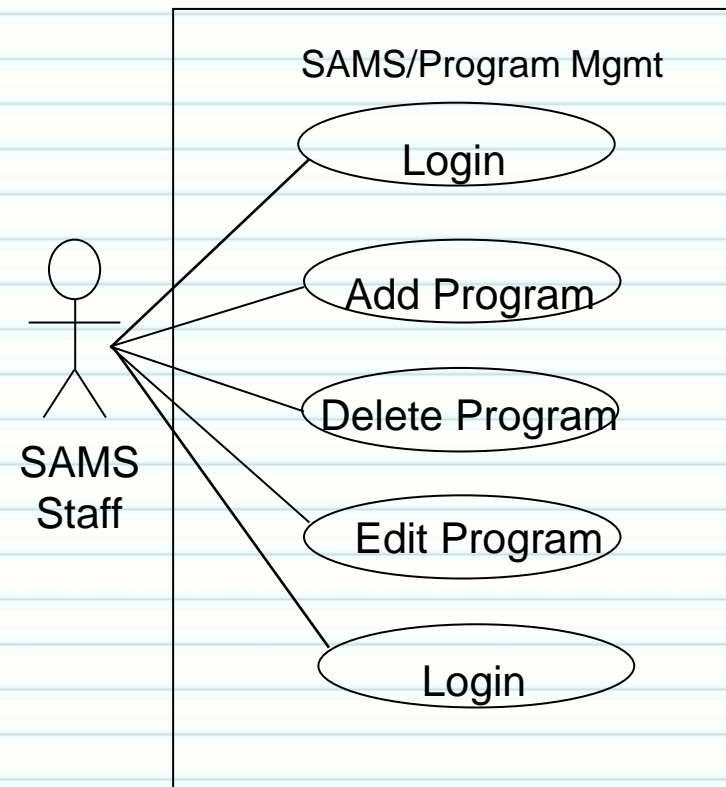 SAMS/Program Mgmt
Login
Add Program
Delete Program
SAMS
Staff
Edit Program
Login